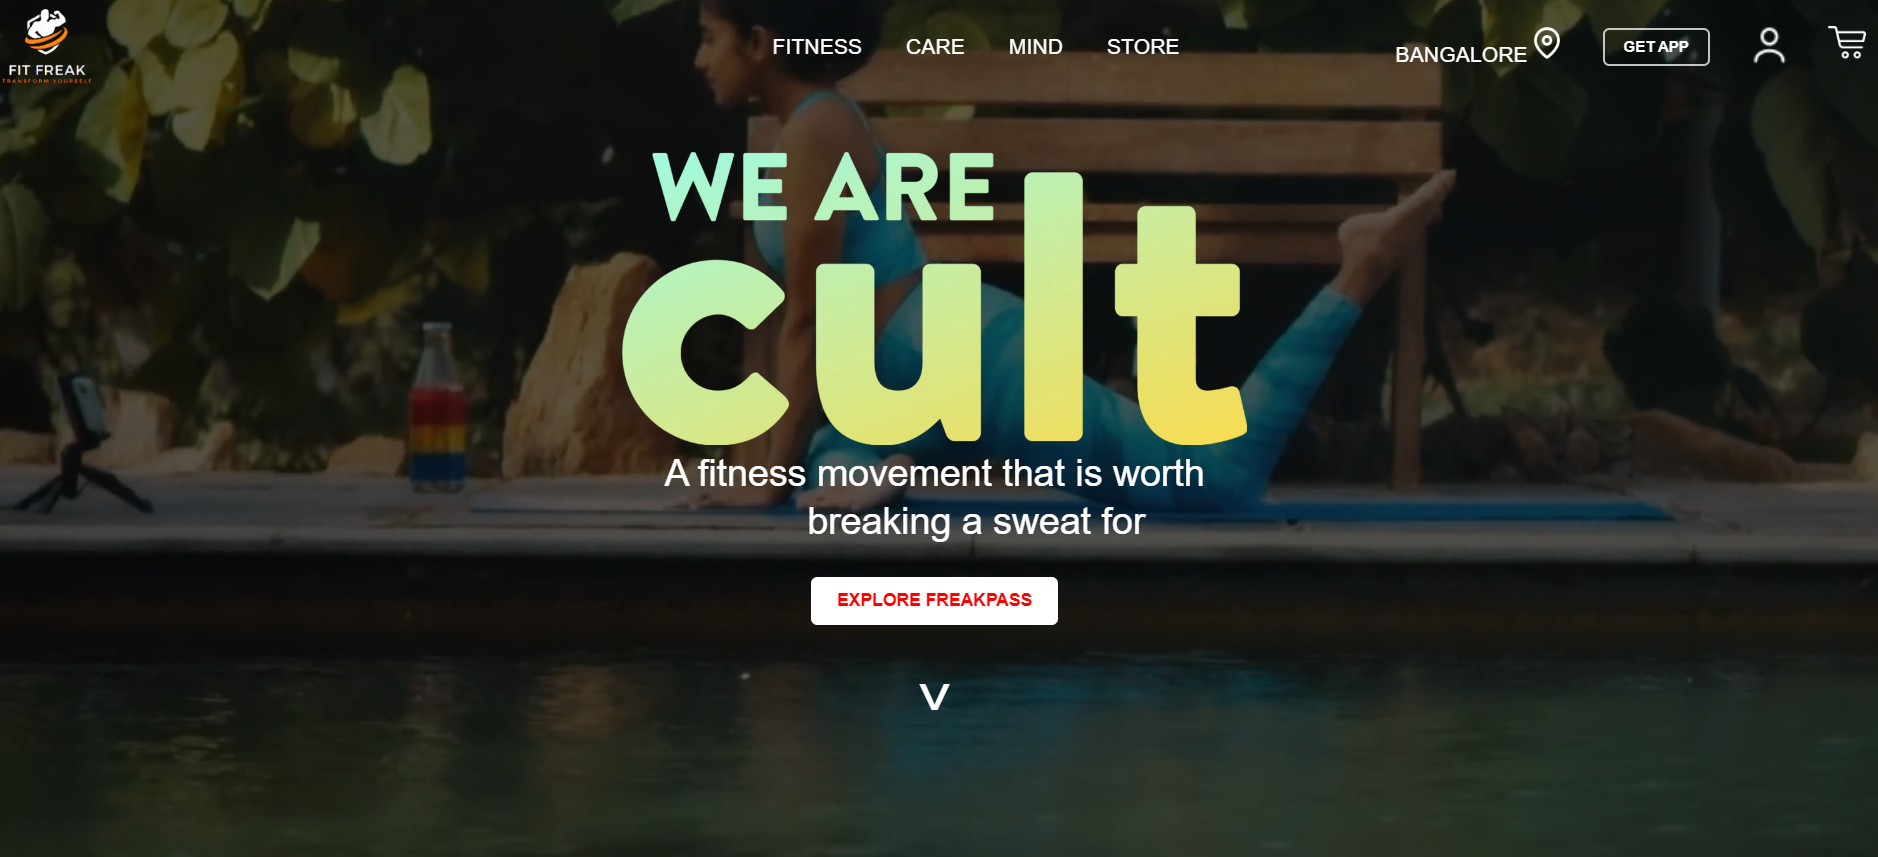 FIT FREAK
TRANSFORM YOURSELF
FITNESS CARE MIND STORE
BANGALORE
GET APP
WE ARE
cult
A fitness movement that is worth
breaking a sweat for
EXPLORE FREAKPASS
V